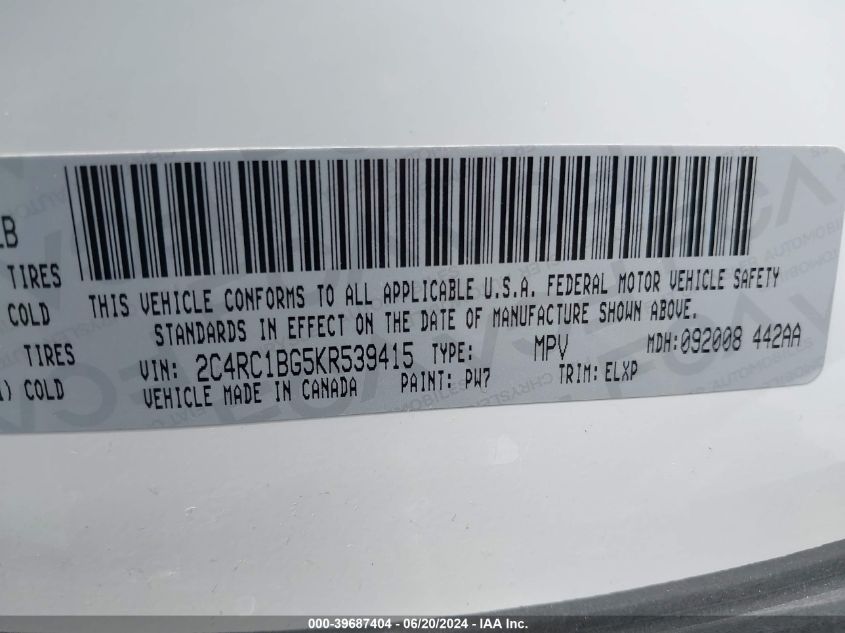 LB
TIRES
COLD
TIRES
) COLD
THIS VEHICLE CONFORMS TO ALL APPLICABLE U.S.A. FEDERAL MOTOR VEHICLE SAFETY
STANDARDS IN EFFECT ON THE DATE OF MANUFACTURE SHOWN ABOVE.
VIN: 2C4RC1BG5KR539415 TYPE: MPV MDH:092008 442AA
VEHICLE MADE IN CANADA PAINT: PW7 TRIM: ELXP
000-39687404 - 06/20/2024 - IAA Inc.